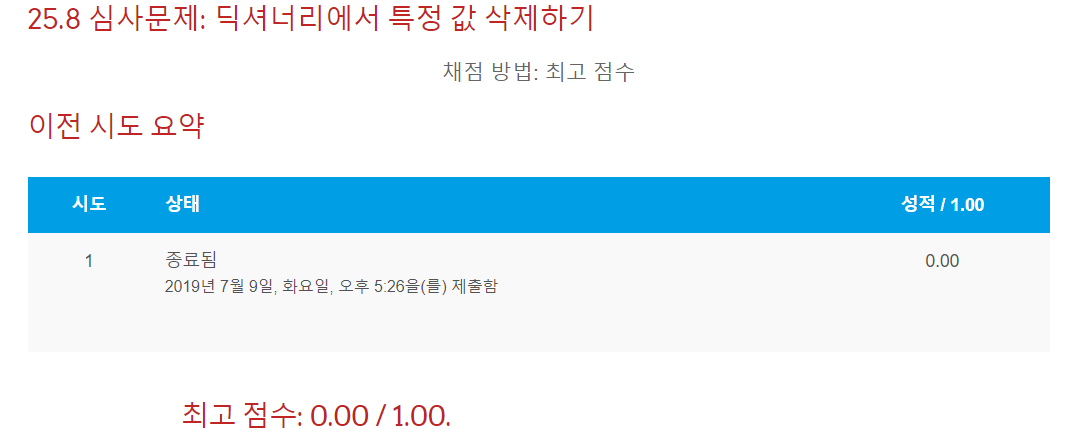 25.8 심사문제: 딕셔너리에서 특정 값 삭제하기
채점 방법: 최고 점수
이전 시도 요약
시도 상태 성적 / 1.00
1 종료됨 0.00
2019년 7월 9일, 화요일, 오후 5:26을(를) 제출함
최고 점수: 0.00 / 1.00.